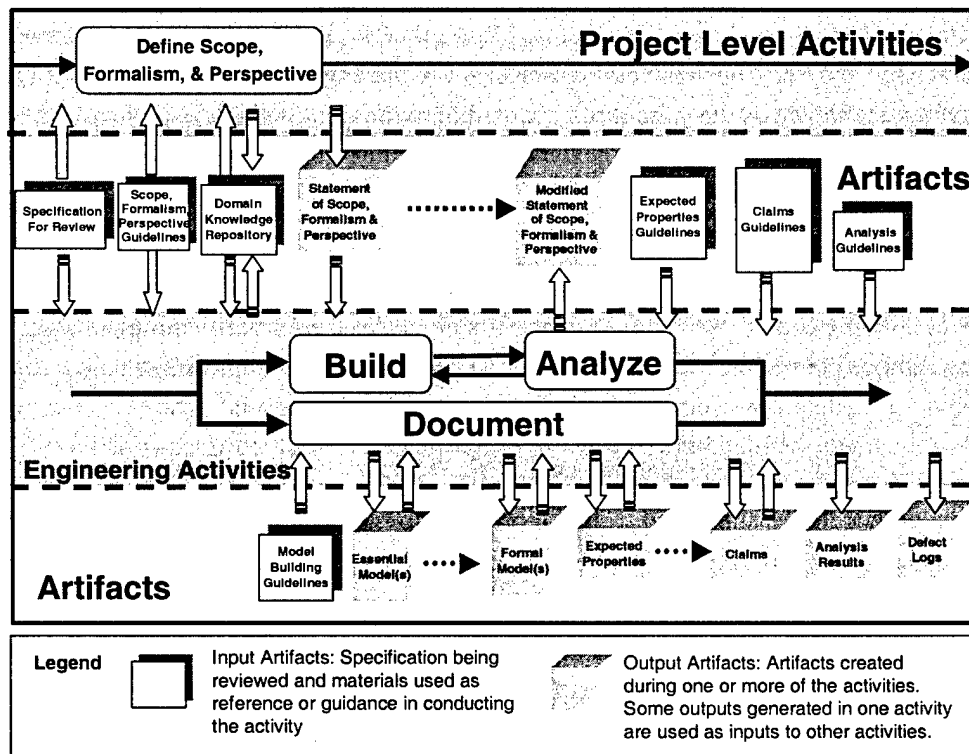 Define Scope,
Formalism, & Perspective
Project Level Activities
Specification
For Review
Scope,
Formalism,
Perspective
Guidelines
Domain
Knowledge
Repository
Statement
of Scope,
Formalism &
Perspective
Modified
Statement
of Scope,
Formalism &
Perspective
Expected
Properties
Guidelines
Claims
Guidelines
Artifacts
Analysis
Guidelines
Build
Analyze
Document
Engineering Activities
Artifacts
Model
Building
Guidelines
Essential
Model(s)
Formal
Model(s)
Expected
Properties
Claims
Analysis
Results
Defect
Logs
Legend
Input Artifacts: Specification being
reviewed and materials used as
reference or guidance in conducting
the activity
Output Artifacts: Artifacts created
during one or more of the activities.
Some outputs generated in one activity
are used as inputs to other activities.